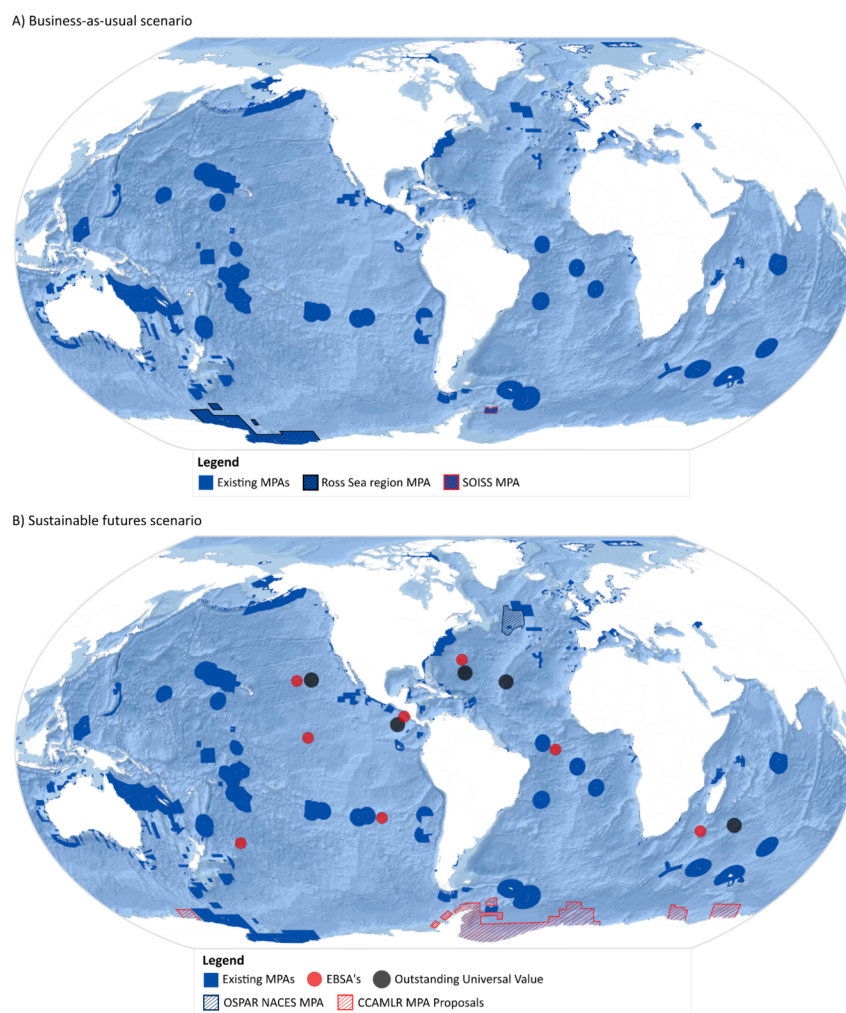 A) Business-as-usual scenario
Legend
Existing MPAs Ross Sea region MPA SOISS MPA
B) Sustainable futures scenario
Legend
Existing MPAs EBSA's Outstanding Universal Value
OSPAR NACES MPA CCAMLR MPA Proposals